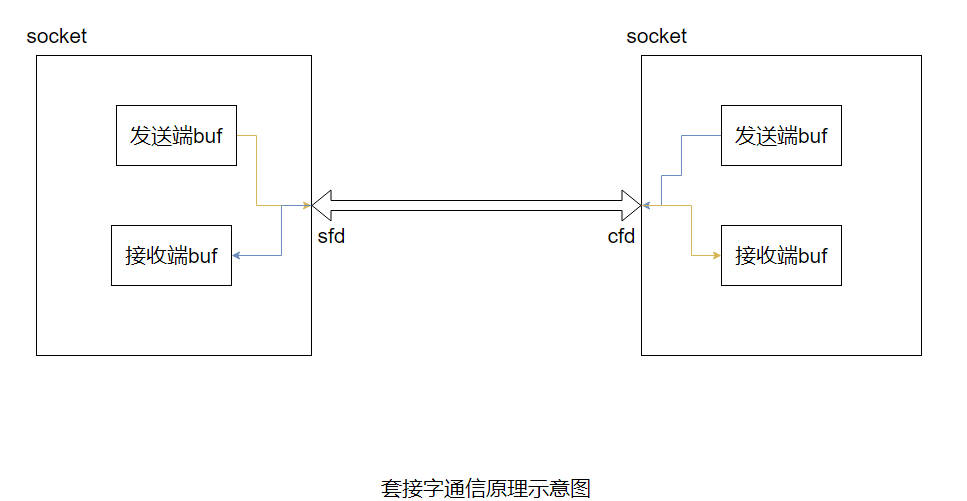 socket
socket
发送端buf
发送端buf
sfd
cfd
接收端buf
接收端buf
套接字通信原理示意图